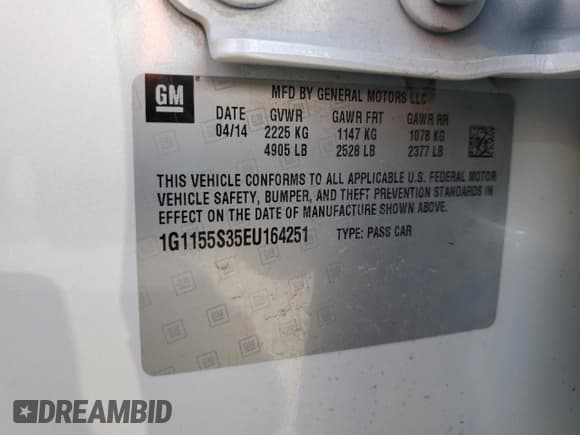 GM
MFD BY GENERAL MOTORS LLC
DATE GVWR GAWR FRT GAWR RR
04/14 2225 KG 1147 KG 1078 KG
4905 LB 2528 LB 2377 LB
THIS VEHICLE CONFORMS TO ALL APPLICABLE U.S. FEDERAL MOTOR
VEHICLE SAFETY, BUMPER, AND THEFT PREVENTION STANDARDS IN
EFFECT ON THE DATE OF MANUFACTURE SHOWN ABOVE.
1G1155S35EU164251 TYPE: PASS CAR
DREAMBID